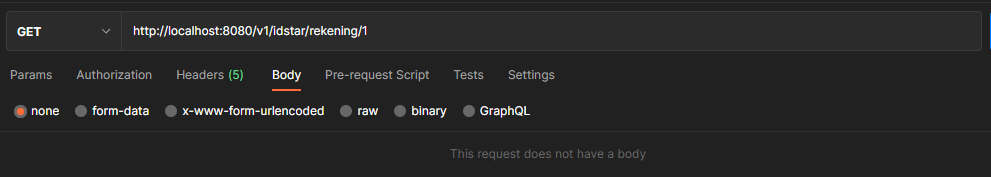 GET http://localhost:8080/v1/idstar/rekening/1
Params Authorization Headers (5) Body Pre-request Script Tests Settings
none form-data x-www-form-urlencoded raw binary GraphQL
This request does not have a body